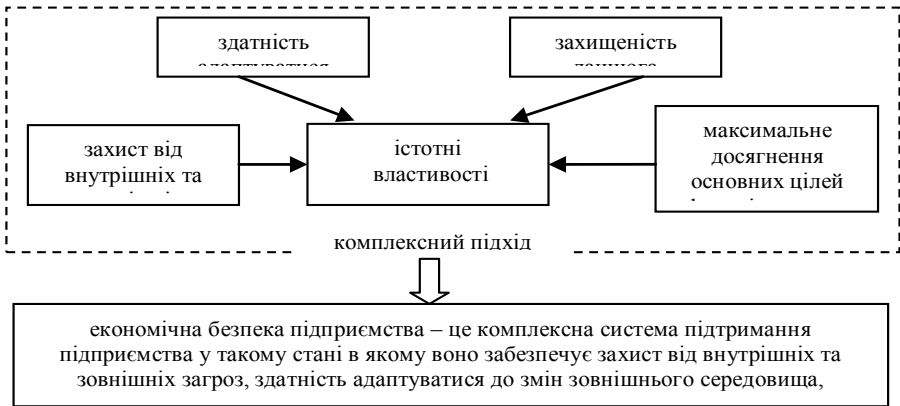 здатність
адаптуватися
захищеність
захист від
внутрішніх та
істотні
властивості
максимальне
досягнення
основних цілей
комплексний підхід
економічна безпека підприємства – це комплексна система підтримання
підприємства у такому стані в якому воно забезпечує захист від внутрішніх та
зовнішніх загроз, здатність адаптуватися до змін зовнішнього середовища,